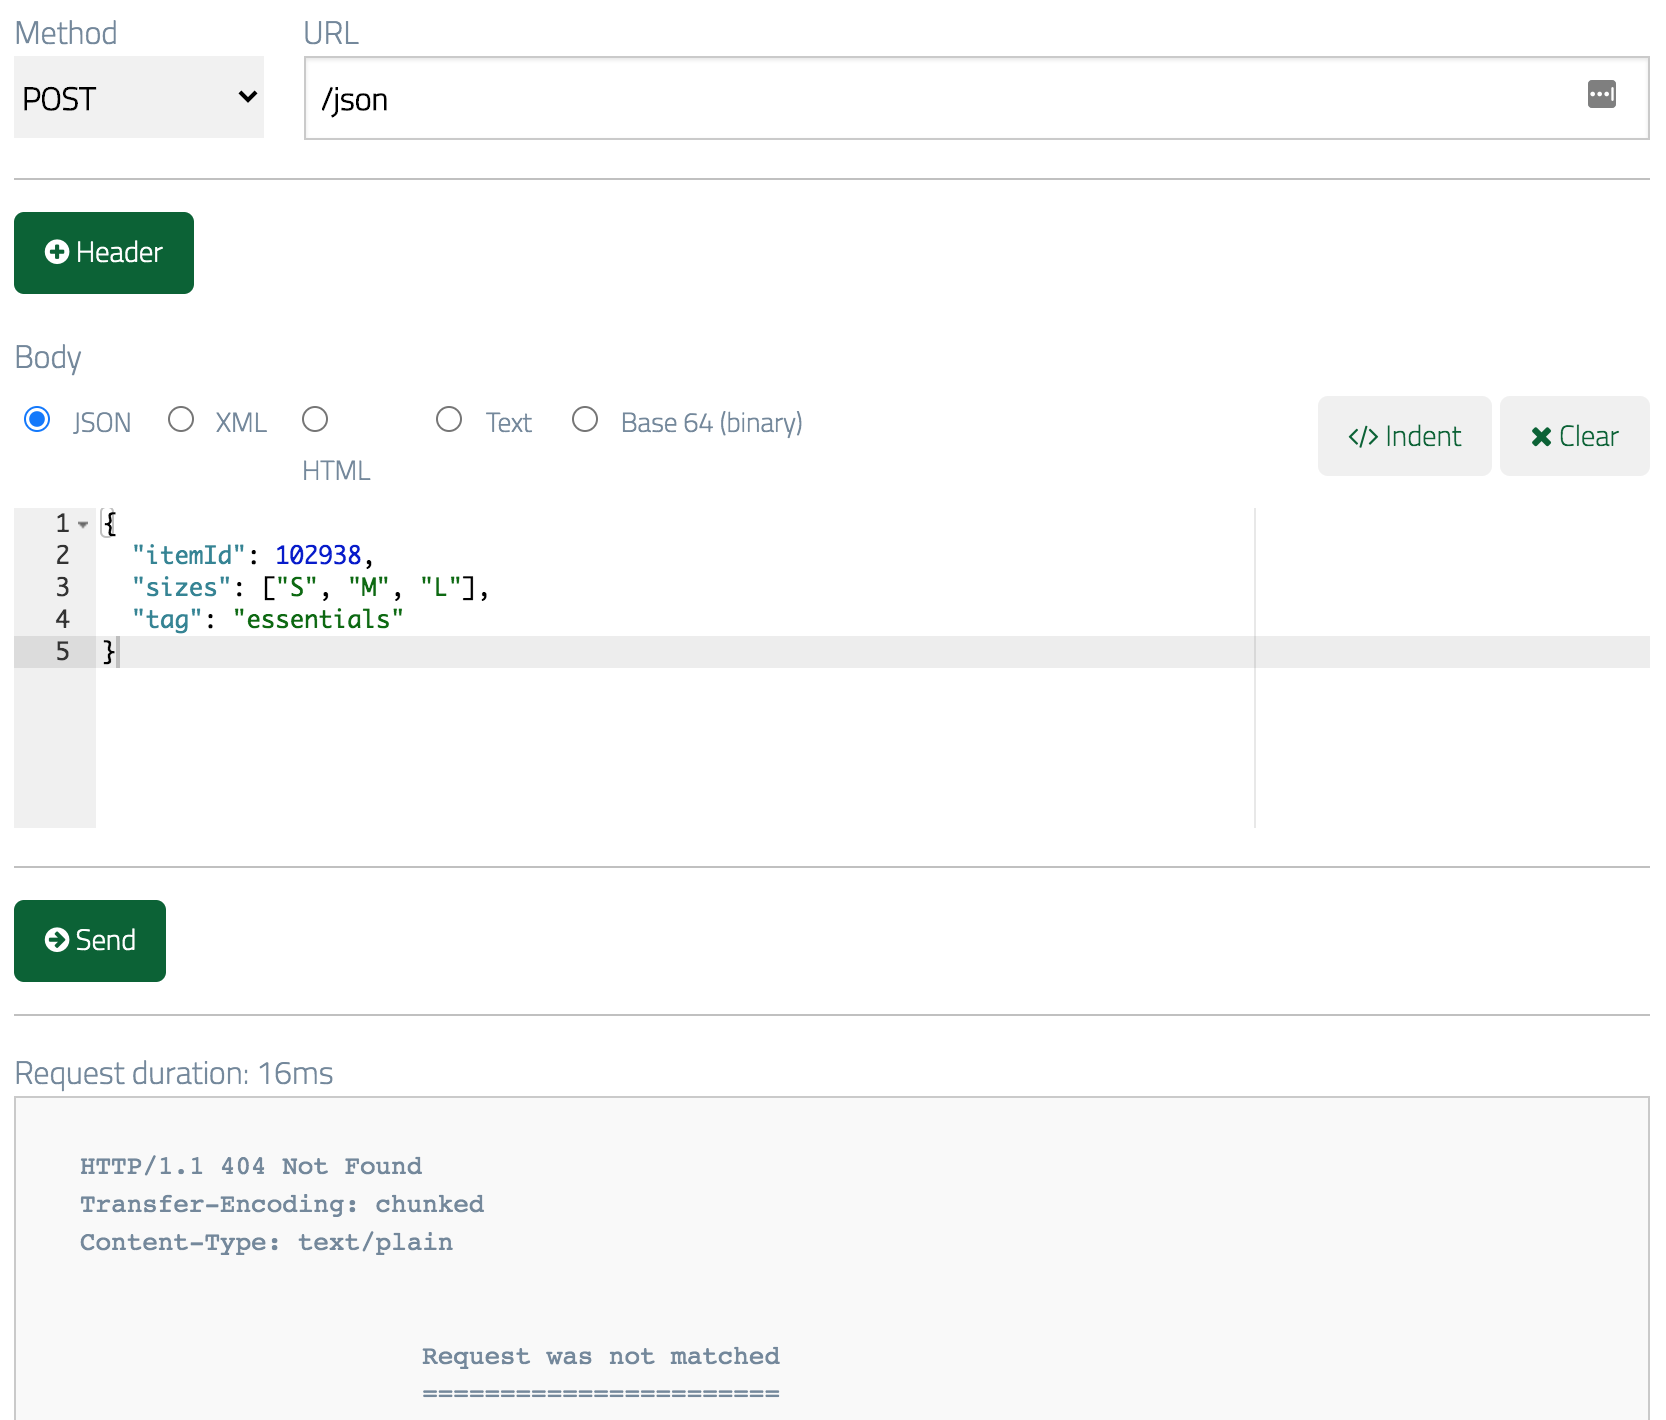 Method URL
POST /json
Header
Body
JSON XML HTML Text Base 64 (binary)
</> Indent Clear
1 {
2 "itemId": 102938,
3 "sizes": ["S", "M", "L"],
4 "tag": "essentials"
5 }
Send
Request duration: 16ms
HTTP/1.1 404 Not Found
Transfer-Encoding: chunked
Content-Type: text/plain
Request was not matched
=======================